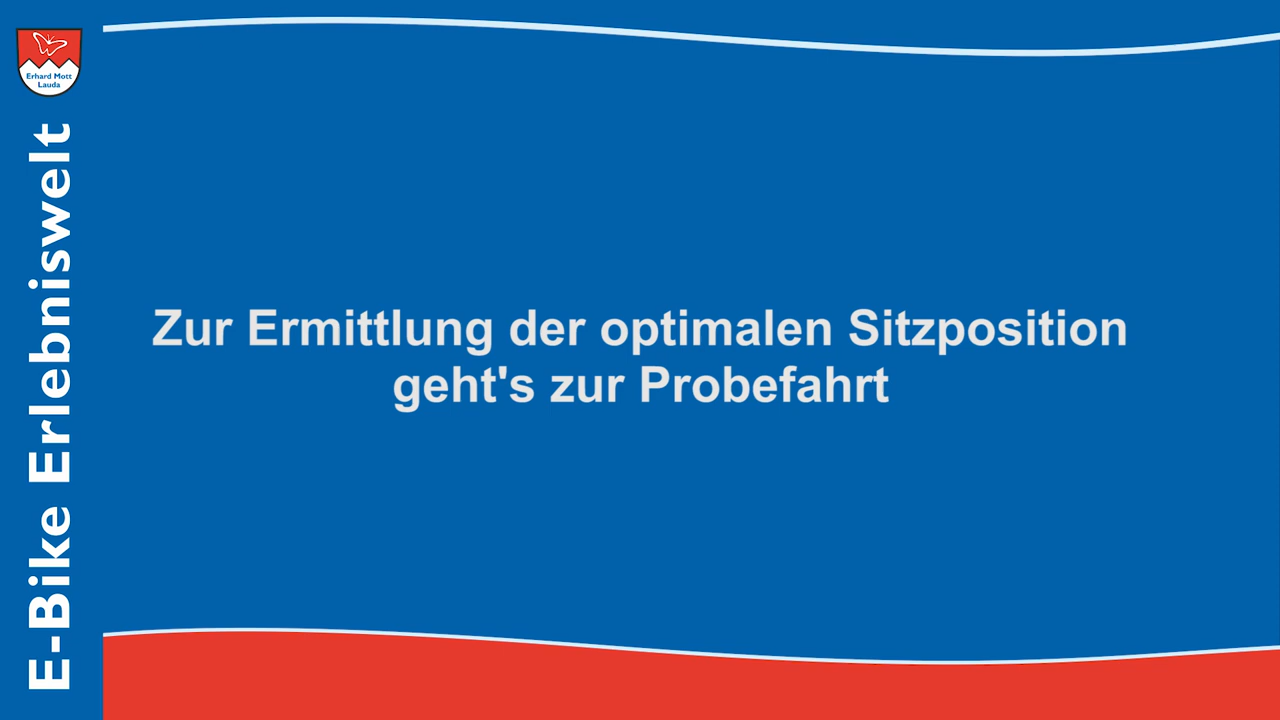 Erhard Mott
Lauda
E-Bike Erlebniswelt
Zur Ermittlung der optimalen Sitzposition
geht's zur Probefahrt